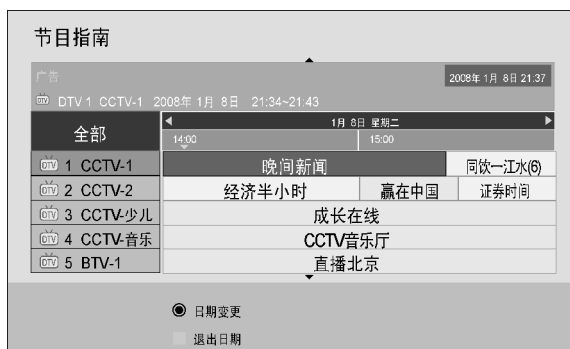 节目指南
广告
2008年 1月 8日 21:37
DTV 1 CCTV-1 2008年 1月 8日 21:34~21:43
全部
1月 8日 星期二
14:00 15:00
DTV 1 CCTV-1 晚间新闻 同饮一江水(6)
DTV 2 CCTV-2 经济半小时 赢在中国 证券时间
DTV 3 CCTV-少儿 成长在线
DTV 4 CCTV-音乐 CCTV音乐厅
DTV 5 BTV-1 直播北京
日期变更
退出日期